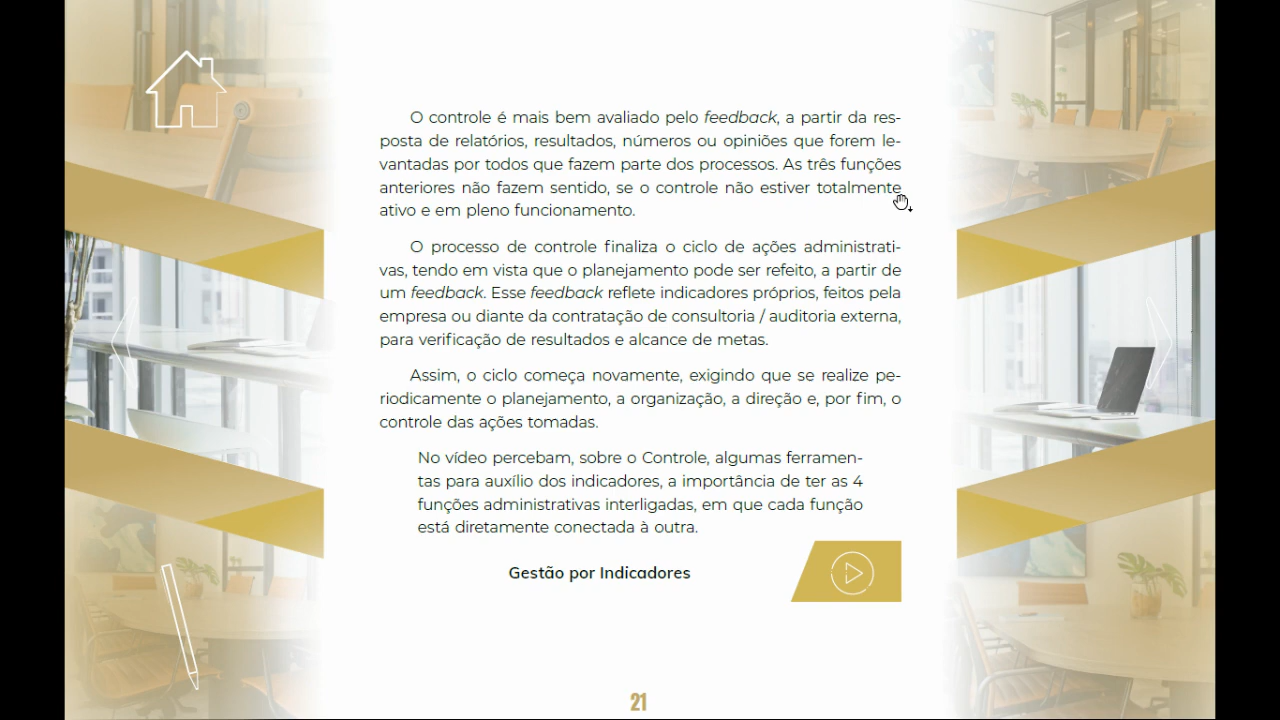 O controle é mais bem avaliado pelo feedback, a partir da res-
posta de relatórios, resultados, números ou opiniões que forem le-
vantadas por todos que fazem parte dos processos. As três funções
anteriores não fazem sentido, se o controle não estiver totalmente
ativo e em pleno funcionamento.
O processo de controle finaliza o ciclo de ações administrati-
vas, tendo em vista que o planejamento pode ser refeito, a partir de
um feedback. Esse feedback reflete indicadores próprios, feitos pela
empresa ou diante da contratação de consultoria / auditoria externa,
para verificação de resultados e alcance de metas.
Assim, o ciclo começa novamente, exigindo que se realize pe-
riodicamente o planejamento, a organização, a direção e, por fim, o
controle das ações tomadas.
No vídeo percebam, sobre o Controle, algumas ferramen-
tas para auxílio dos indicadores, a importância de ter as 4
funções administrativas interligadas, em que cada função
está diretamente conectada à outra.
Gestão por Indicadores
21